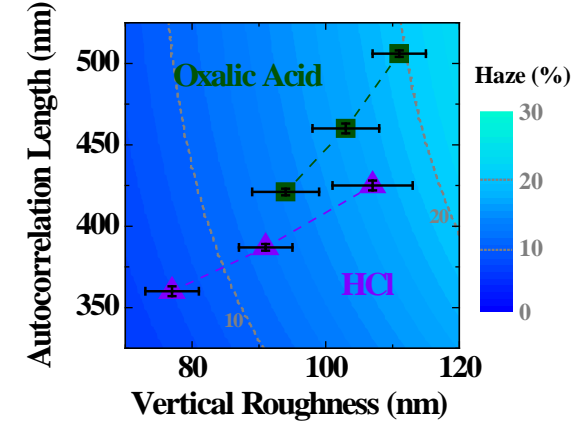 Autocorrelation Length (nm)
500
450
400
350
Oxalic Acid
HCl
10
20
80
100
120
Vertical Roughness (nm)
Haze (%)
30
20
10
0